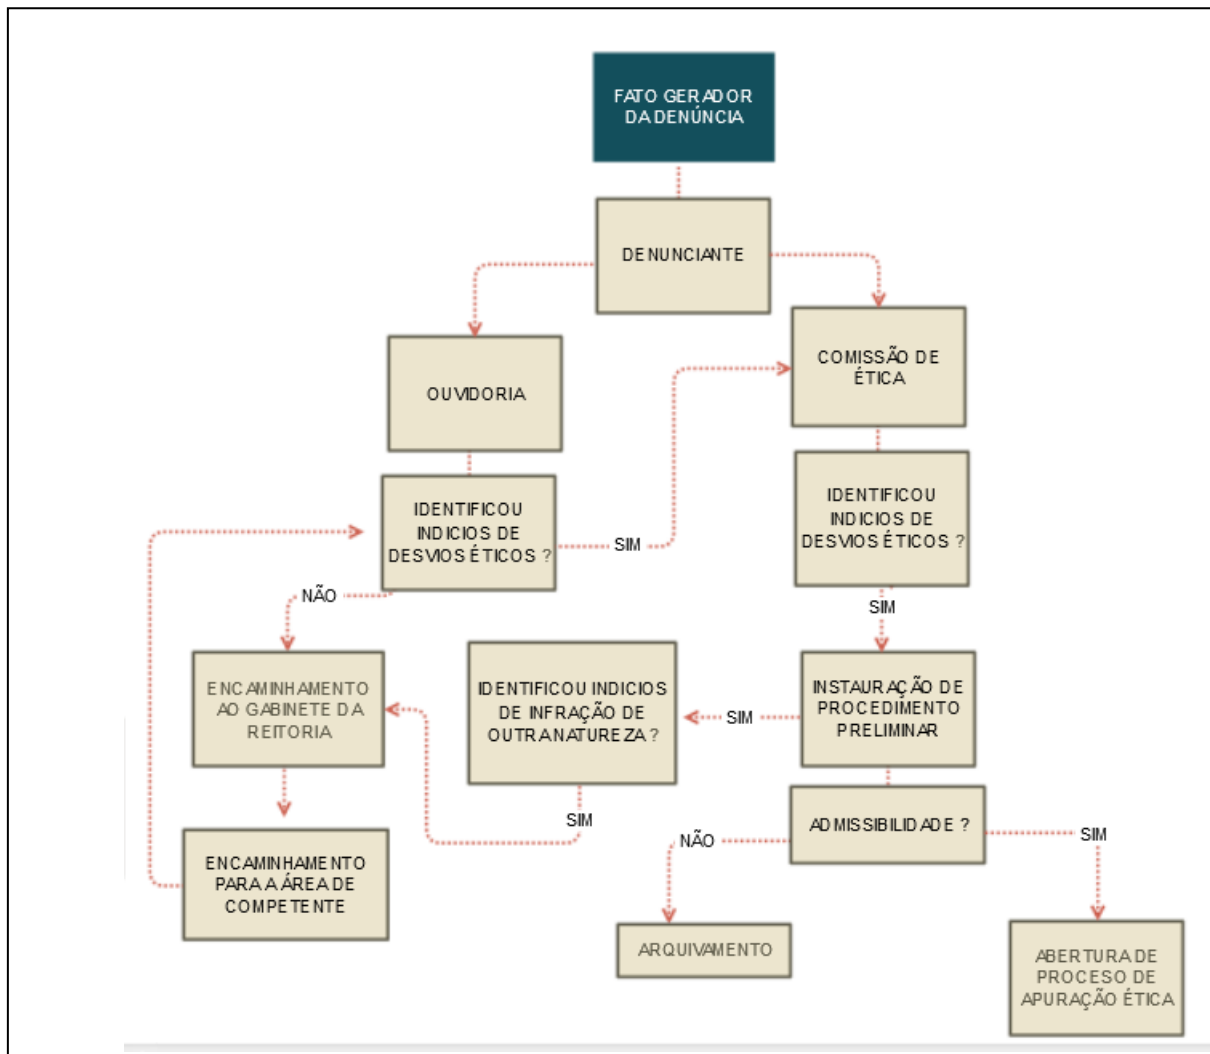 FATO GERADOR
DA DENÚNCIA
DENUNCIANTE
OUVIDORIA
COMISSÃO DE
ÉTICA
IDENTIFICOU
INDICIOS DE
DESVIOS ÉTICOS ?
SIM
IDENTIFICOU
INDICIOS DE
DESVIOS ÉTICOS ?
NÃO
SIM
ENCAMINHAMENTO
AO GABINETE DA
REITORIA
IDENTIFICOU INDICIOS
DE INFRAÇÃO DE
OUTRA NATUREZA ?
SIM
INSTAURAÇÃO DE
PROCEDIMENTO
PRELIMINAR
SIM
ADMISSIBILIDADE ?
NÃO
SIM
ENCAMINHAMENTO
PARA A ÁREA DE
COMPETENTE
ARQUIVAMENTO
ABERTURA DE
PROCESO DE
APURAÇÃO ÉTICA